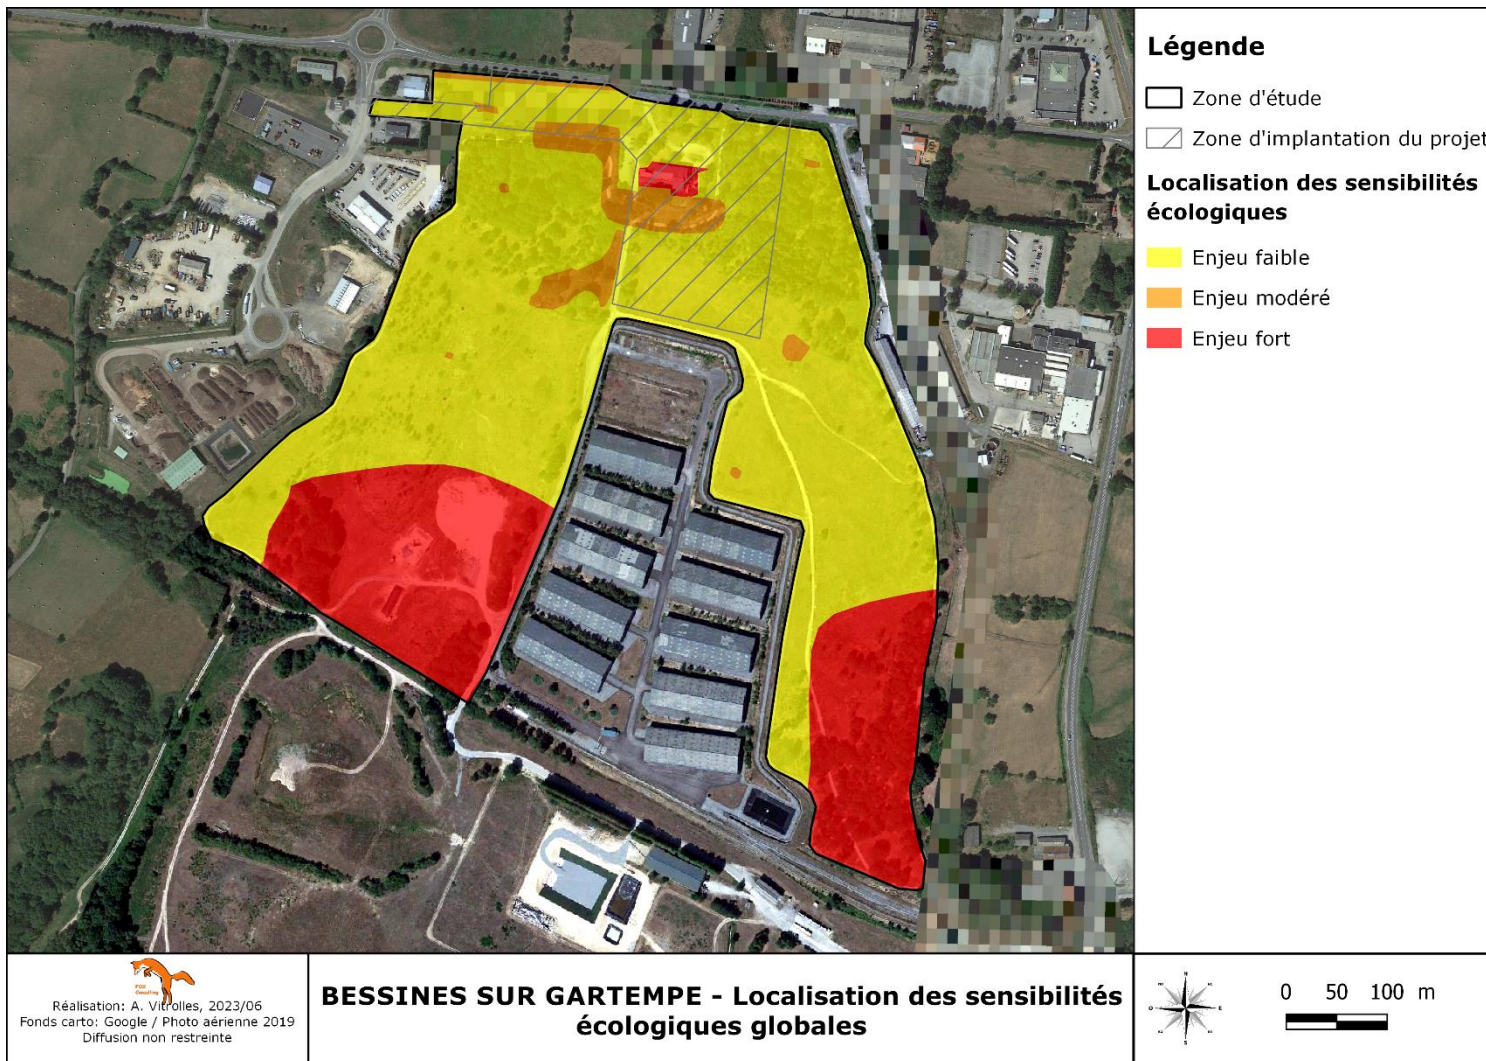 Légende
Zone d'étude
Zone d'implantation du projet
Localisation des sensibilités
écologiques
Enjeu faible
Enjeu modéré
Enjeu fort
FOX
Consulting
Réalisation: A. Vitrolles, 2023/06
Fonds carto: Google / Photo aérienne 2019
Diffusion non restreinte
BESSINES SUR GARTEMPE - Localisation des sensibilités
écologiques globales
N
O
E
S
0 50 100 m